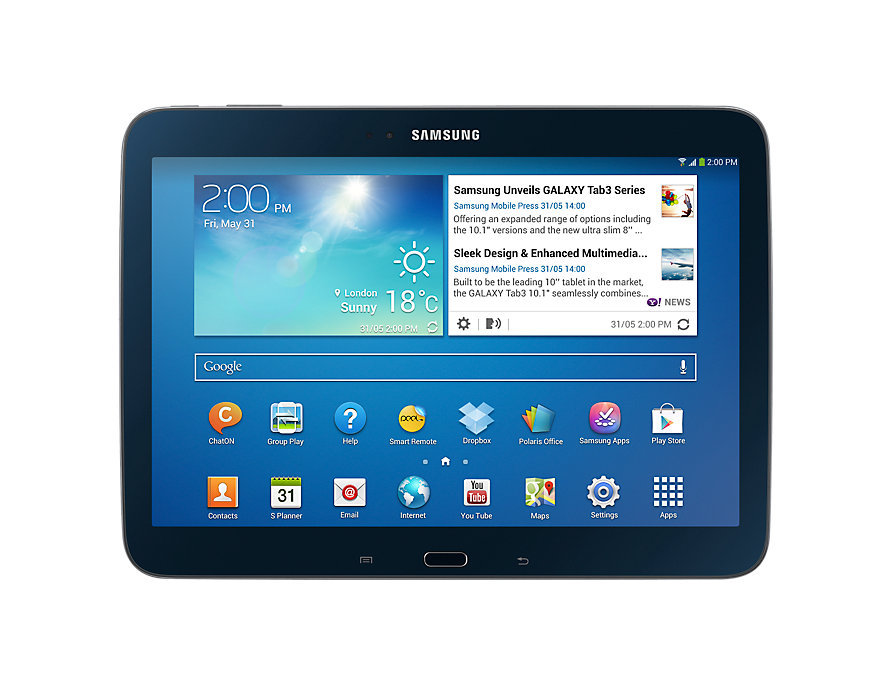 SAMSUNG
2:00 PM
2:00 PM
Fri, May 31
London
Sunny 18°C
31/05 2:00 PM
Samsung Unveils GALAXY Tab3 Series
Samsung Mobile Press 31/05 14:00
Offering an expanded range of options including
the 10.1" versions and the new ultra slim 8" ...
Sleek Design & Enhanced Multimedia...
Samsung Mobile Press 31/05 14:00
Built to be the leading 10" tablet in the market,
the GALAXY Tab3 10.1" seamlessly combines...
Y! NEWS
31/05 2:00 PM
Google
C
?
pool
ChatON Group Play Help Smart Remote Dropbox Polaris Office Samsung Apps Play Store
31
@
You
Tube
Contacts S Planner Email Internet You Tube Maps Settings Apps